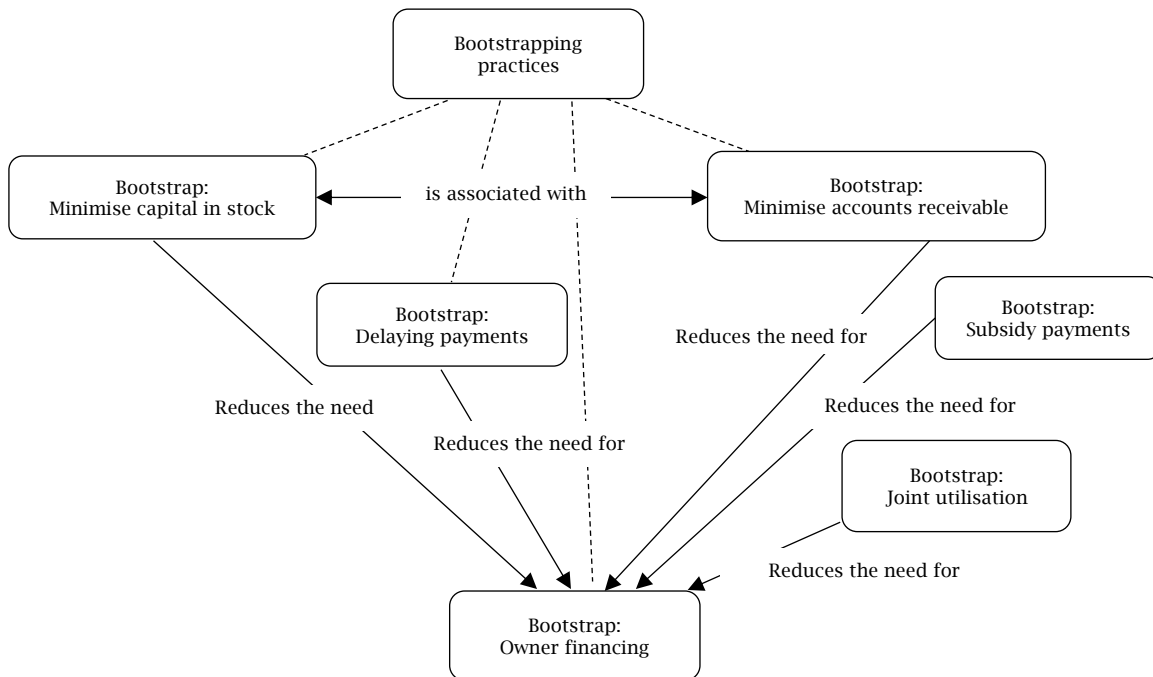 Bootstrapping
practices
Bootstrap:
Minimise capital in stock
is associated with
Bootstrap:
Minimise accounts receivable
Bootstrap:
Delaying payments
Bootstrap:
Subsidy payments
Reduces the need for
Reduces the need
Reduces the need for
Reduces the need for
Bootstrap:
Joint utilisation
Reduces the need for
Bootstrap:
Owner financing